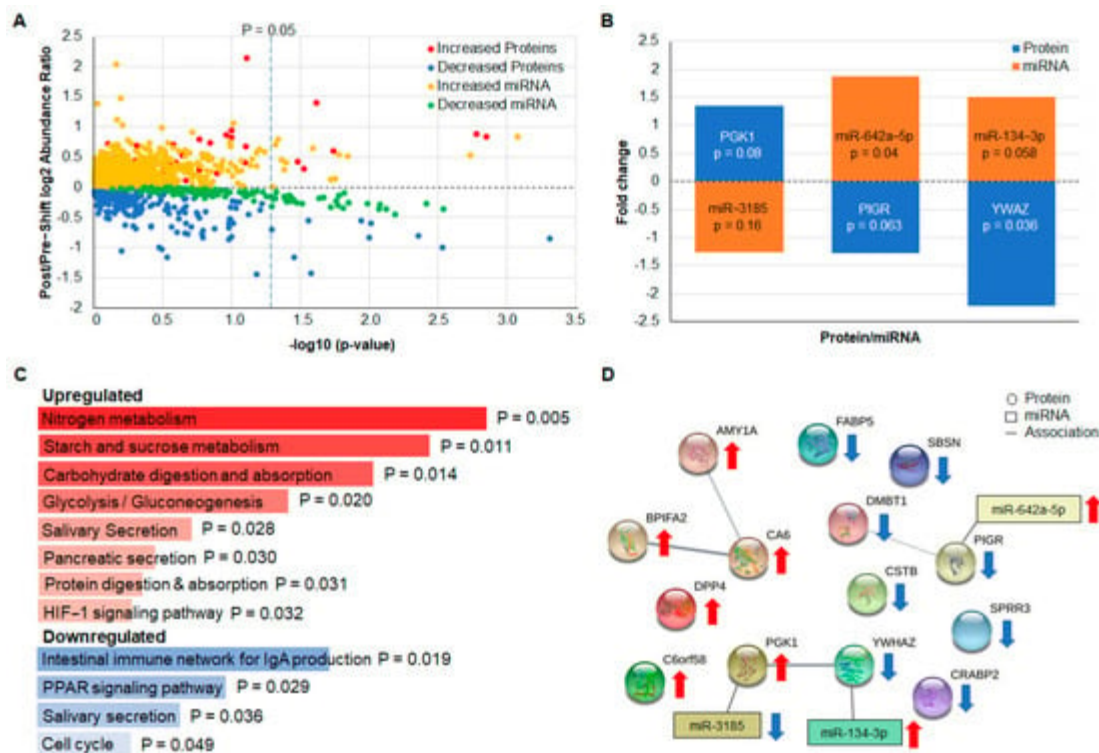 A
P = 0.05
2.5
2
1.5
1
0.5
0
-0.5
-1
-1.5
-2
Post/Pre-Shift log2 Abundance Ratio
Increased Proteins
Decreased Proteins
Increased miRNA
Decreased miRNA
0 0.5 1.0 1.5 2.0 2.5 3.0 3.5
-log10 (p-value)
B
2.5
2
1.5
1
0.5
0
-0.5
-1
-1.5
-2
-2.5
Fold change
Protein
miRNA
PGK1
p = 0.08
miR-3185
p = 0.16
miR-642a-5p
p = 0.04
PIGR
p = 0.063
miR-134-3p
p = 0.058
YWAZ
p = 0.036
Protein/miRNA
C
Upregulated
Nitrogen metabolism P = 0.005
Starch and sucrose metabolism P = 0.011
Carbohydrate digestion and absorption P = 0.014
Glycolysis / Gluconeogenesis P = 0.020
Salivary Secretion P = 0.028
Pancreatic secretion P = 0.030
Protein digestion & absorption P = 0.031
HIF-1 signaling pathway P = 0.032
Downregulated
Intestinal immune network for IgA production P = 0.019
PPAR signaling pathway P = 0.029
Salivary secretion P = 0.036
Cell cycle P = 0.049
D
Protein
miRNA
Association
AMY1A
FABP5
SBSN
DMBT1
miR-642a-5p
BPIFA2
CA6
PIGR
CSTB
DPP4
SPRR3
PGK1
YWHAZ
C6orf58
CRABP2
miR-3185
miR-134-3p